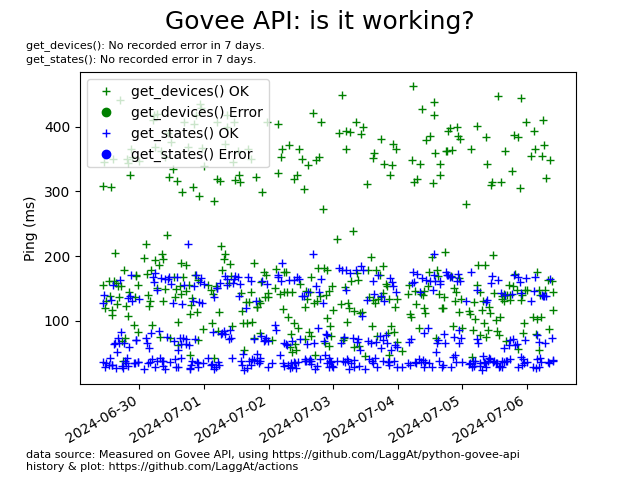 Govee API: is it working?
get_devices(): No recorded error in 7 days.
get_states(): No recorded error in 7 days.
get_devices() OK
get_devices() Error
get_states() OK
get_states() Error
Ping (ms)
400
300
200
100
2024-06-30
2024-07-01
2024-07-02
2024-07-03
2024-07-04
2024-07-05
2024-07-06
data source: Measured on Govee API, using https://github.com/LaggAt/python-govee-api
history & plot: https://github.com/LaggAt/actions